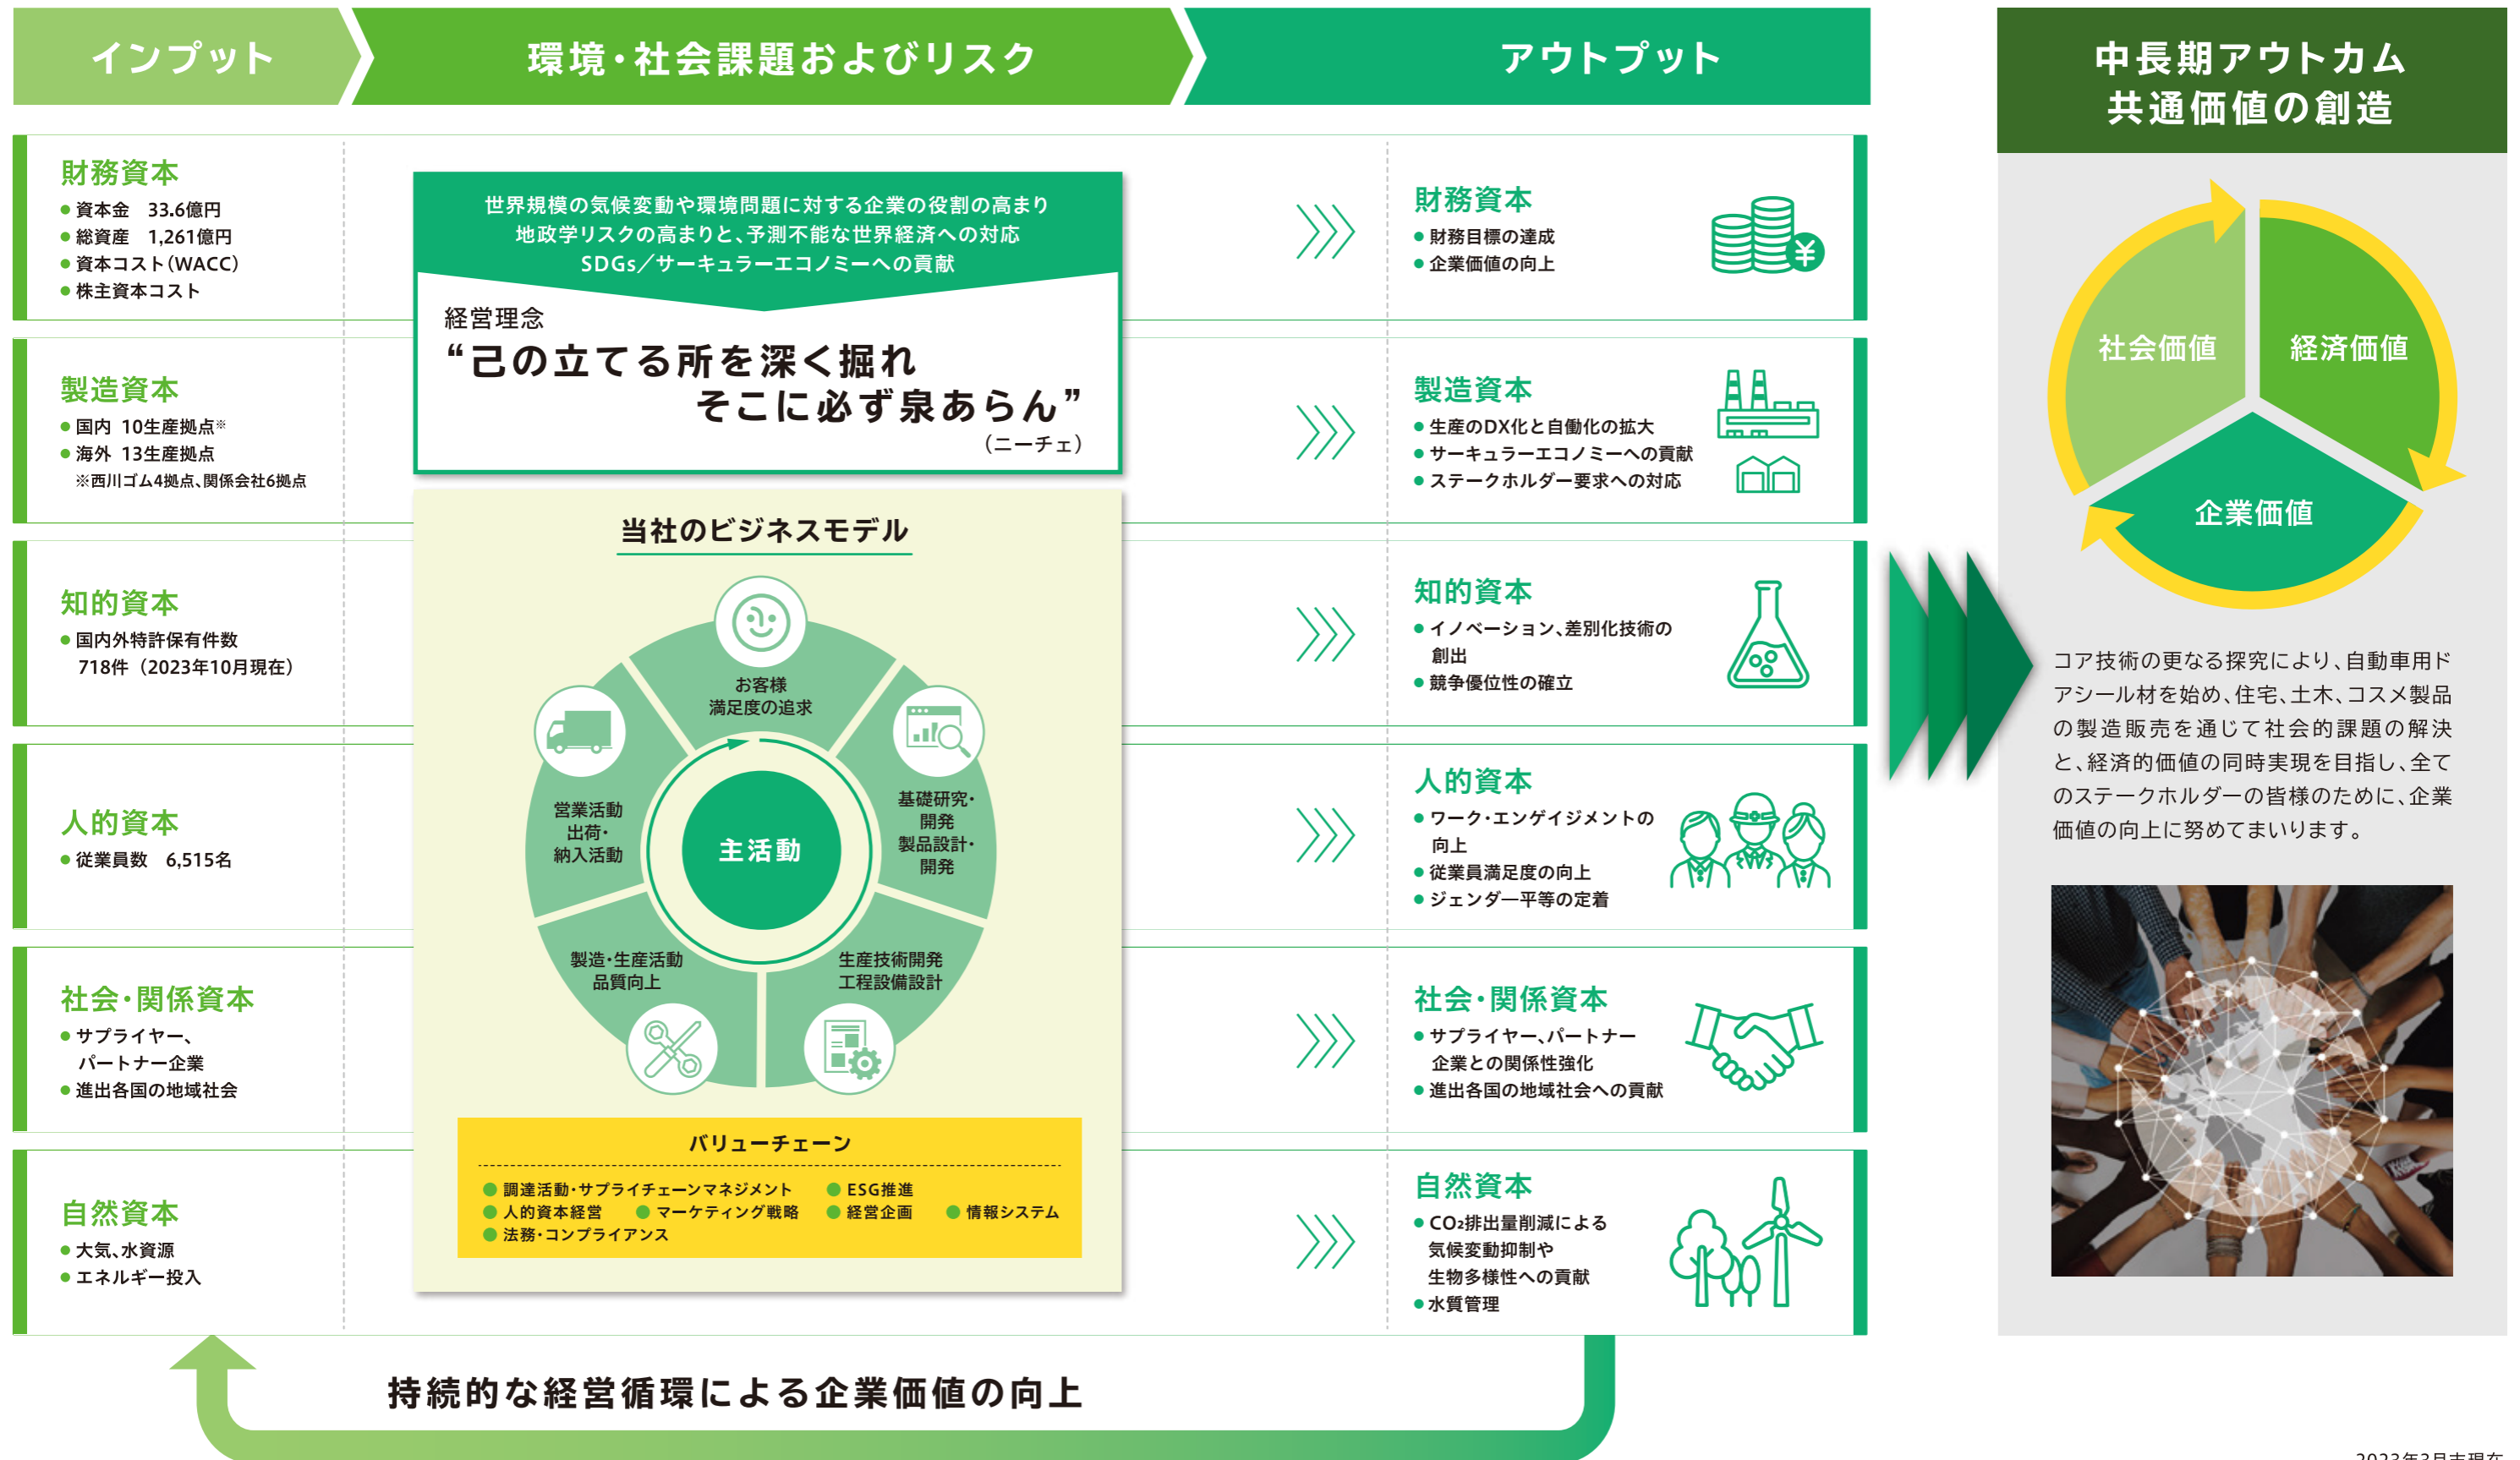 インプット
環境・社会課題およびリスク
アウトプット
中長期アウトカム
共通価値の創造
財務資本
● 資本金 33.6億円
● 総資産 1,261億円
● 資本コスト(WACC)
● 株主資本コスト
製造資本
● 国内 10生産拠点※
● 海外 13生産拠点
※西川ゴム4拠点、関係会社6拠点
知的資本
● 国内外特許保有件数
718件(2023年10月現在)
人的資本
● 従業員数 6,515名
社会・関係資本
● サプライヤー、
パートナー企業
● 進出各国の地域社会
自然資本
● 大気、水資源
● エネルギー投入
世界規模の気候変動や環境問題に対する企業の役割の高まり
地政学リスクの高まりと、予測不能な世界経済への対応
SDGs/サーキュラーエコノミーへの貢献
経営理念
“己の立てる所を深く掘れ
そこに必ず泉あらん”
(ニーチェ)
当社のビジネスモデル
お客様
満足度の追求
基礎研究・
開発
製品設計・
開発
生産技術開発
工程設備設計
製造・生産活動
品質向上
営業活動
出荷・
納入活動
主活動
バリューチェーン
● 調達活動・サプライチェーンマネジメント ● ESG推進
● 人的資本経営 ● マーケティング戦略 ● 経営企画 ● 情報システム
● 法務・コンプライアンス
財務資本
● 財務目標の達成
● 企業価値の向上
製造資本
● 生産のDX化と自働化の拡大
● サーキュラーエコノミーへの貢献
● ステークホルダー要求への対応
知的資本
● イノベーション、差別化技術の
創出
● 競争優位性の確立
人的資本
● ワーク・エンゲイジメントの
向上
● 従業員満足度の向上
● ジェンダー平等の定着
社会・関係資本
● サプライヤー、パートナー
企業との関係性強化
● 進出各国の地域社会への貢献
自然資本
● CO₂排出量削減による
気候変動抑制や
生物多様性への貢献
● 水質管理
社会価値
経済価値
企業価値
コア技術の更なる探究により、自動車用ド
アシール材を始め、住宅、土木、コスメ製品
の製造販売を通じて社会的課題の解決
と、経済的価値の同時実現を目指し、全て
のステークホルダーの皆様のために、企業
価値の向上に努めてまいります。
持続的な経営循環による企業価値の向上
2023年3月末現在